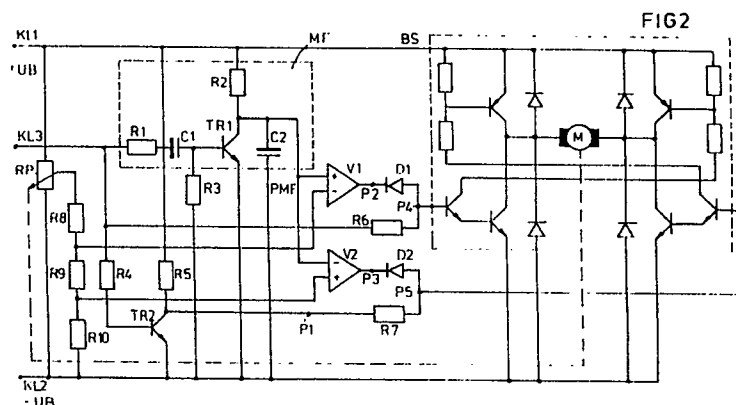 FIG2
KL1
MF
BS
UB
R2
KL3
R1
C1
TR1
C2
M
RP
R3
V1
D1
PMF
+
-
P2
P4
R8
R6
V2
D2
R9
R4
R5
-
+
P3
P5
TR2
P1
R7
R10
KL2
- UB